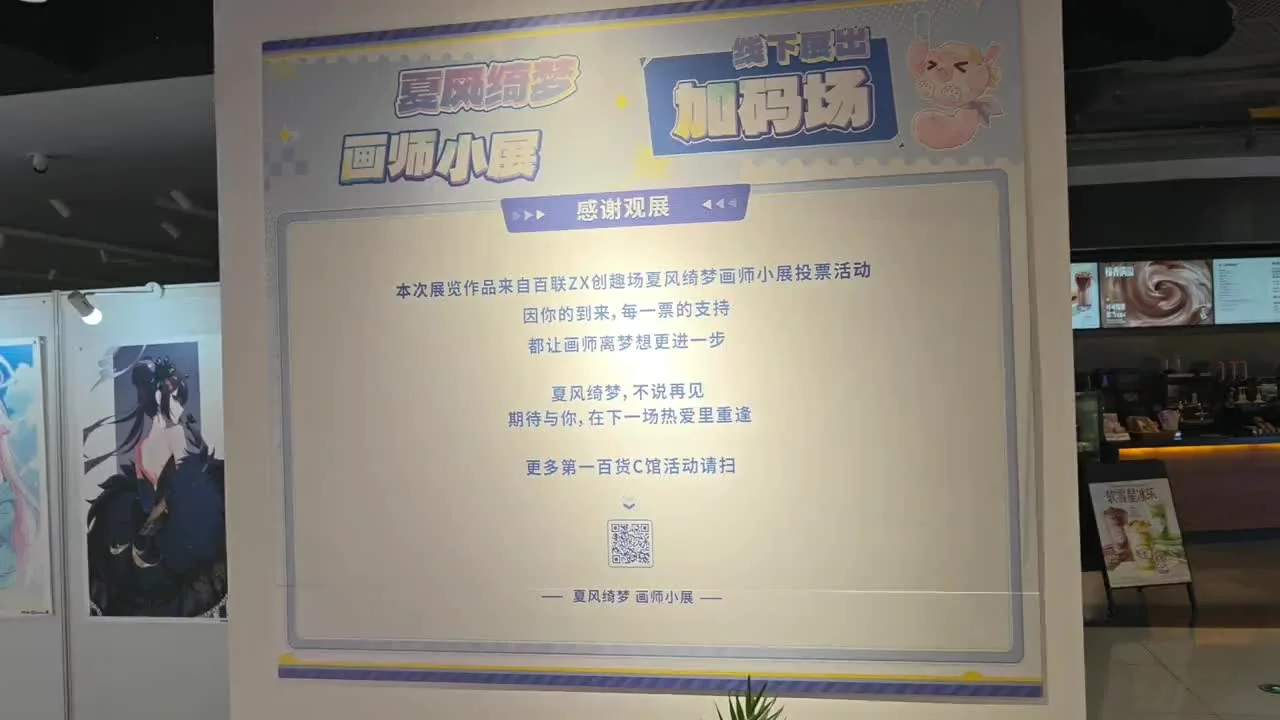 夏风绮梦
画师小展
线下展出
加码场
感谢观展
本次展览作品来自百联ZX创趣场夏风绮梦画师小展投票活动
因你的到来,每一票的支持
都让画师离梦想更进一步
夏风绮梦,不说再见
期待与你,在下一场热爱里重逢
更多第一百货C馆活动请扫
夏风绮梦 画师小展